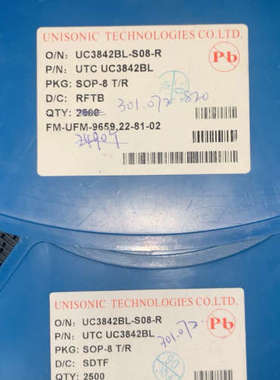 UNISONIC TECHNOLOGIES CO.LTD.
O/N: UC3842BL-S08-R
P/N: UTC UC3842BL
PKG: SOP-8 T/R
D/C: RFTB
QTY: 2500
FM-UFM-9659,22-81-02
Pb
UNISONIC TECHNOLOGIES CO.LTD.
O/N: UC3842BL-S08-R
P/N: UTC UC3842BL
PKG: SOP-8 T/R
D/C: SDTF
QTY: 2500
Pb